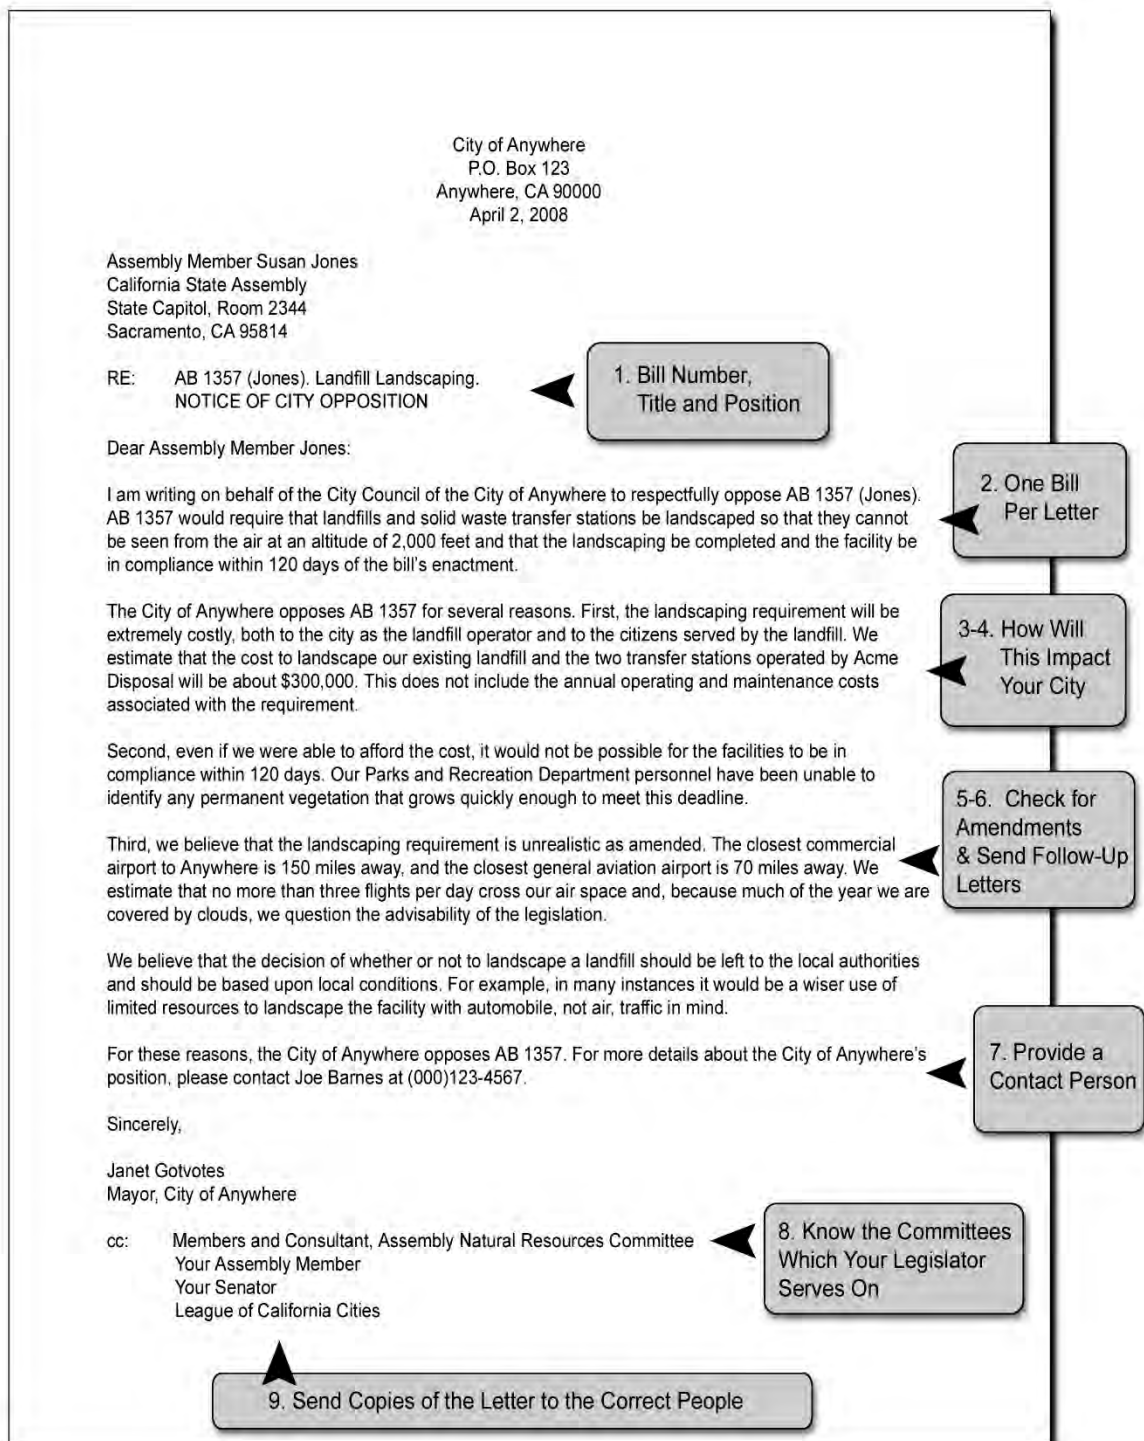 City of Anywhere
P.O. Box 123
Anywhere, CA 90000
April 2, 2008
Assembly Member Susan Jones
California State Assembly
State Capitol, Room 2344
Sacramento, CA 95814
RE: AB 1357 (Jones). Landfill Landscaping.
NOTICE OF CITY OPPOSITION
1. Bill Number,
Title and Position
Dear Assembly Member Jones:
I am writing on behalf of the City Council of the City of Anywhere to respectfully oppose AB 1357 (Jones).
AB 1357 would require that landfills and solid waste transfer stations be landscaped so that they cannot
be seen from the air at an altitude of 2,000 feet and that the landscaping be completed and the facility be
in compliance within 120 days of the bill's enactment.
2. One Bill
Per Letter
The City of Anywhere opposes AB 1357 for several reasons. First, the landscaping requirement will be
extremely costly, both to the city as the landfill operator and to the citizens served by the landfill. We
estimate that the cost to landscape our existing landfill and the two transfer stations operated by Acme
Disposal will be about $300,000. This does not include the annual operating and maintenance costs
associated with the requirement.
3-4. How Will
This Impact
Your City
Second, even if we were able to afford the cost, it would not be possible for the facilities to be in
compliance within 120 days. Our Parks and Recreation Department personnel have been unable to
identify any permanent vegetation that grows quickly enough to meet this deadline.
Third, we believe that the landscaping requirement is unrealistic as amended. The closest commercial
airport to Anywhere is 150 miles away, and the closest general aviation airport is 70 miles away. We
estimate that no more than three flights per day cross our air space and, because much of the year we are
covered by clouds, we question the advisability of the legislation.
5-6. Check for
Amendments
& Send Follow-Up
Letters
We believe that the decision of whether or not to landscape a landfill should be left to the local authorities
and should be based upon local conditions. For example, in many instances it would be a wiser use of
limited resources to landscape the facility with automobile, not air, traffic in mind.
For these reasons, the City of Anywhere opposes AB 1357. For more details about the City of Anywhere's
position, please contact Joe Barnes at (000)123-4567.
7. Provide a
Contact Person
Sincerely,
Janet Gotvotes
Mayor, City of Anywhere
cc: Members and Consultant, Assembly Natural Resources Committee
Your Assembly Member
Your Senator
League of California Cities
8. Know the Committees
Which Your Legislator
Serves On
9. Send Copies of the Letter to the Correct People